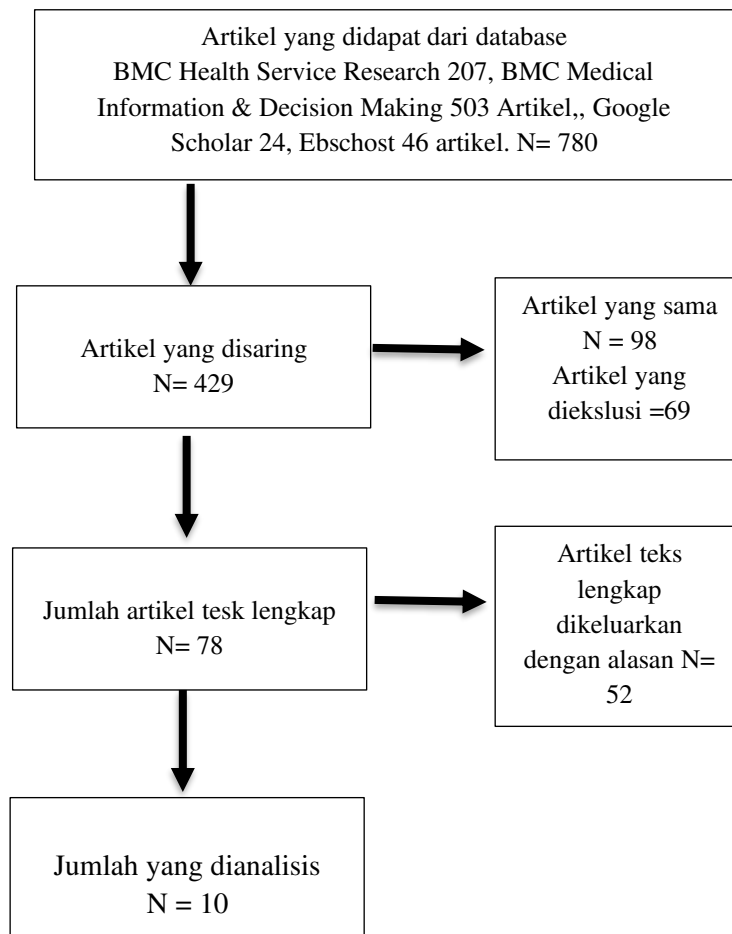 Artikel yang didapat dari database
BMC Health Service Research 207, BMC Medical
Information & Decision Making 503 Artikel,, Google
Scholar 24, Ebschost 46 artikel. N= 780
Artikel yang disaring
N= 429
Artikel yang sama
N = 98
Artikel yang
diekslusi =69
Jumlah artikel tesk lengkap
N= 78
Artikel teks
lengkap
dikeluarkan
dengan alasan N=
52
Jumlah yang dianalisis
N = 10